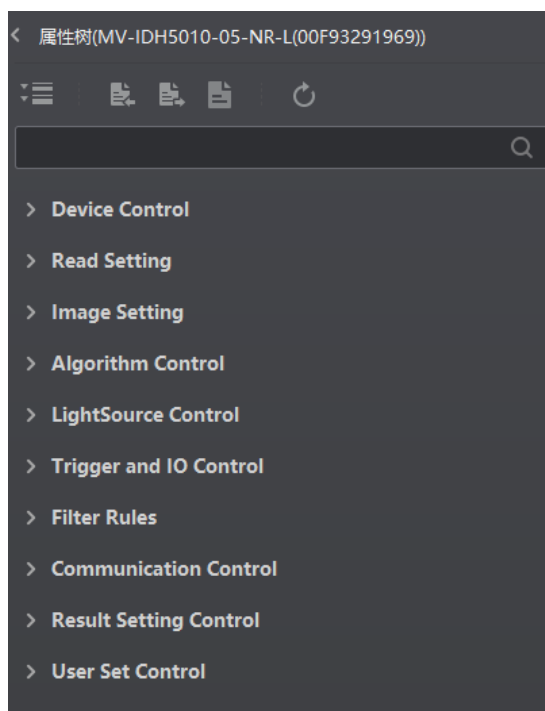 属性树(MV-IDH5010-05-NR-L(00F93291969))
Device Control
Read Setting
Image Setting
Algorithm Control
LightSource Control
Trigger and IO Control
Filter Rules
Communication Control
Result Setting Control
User Set Control